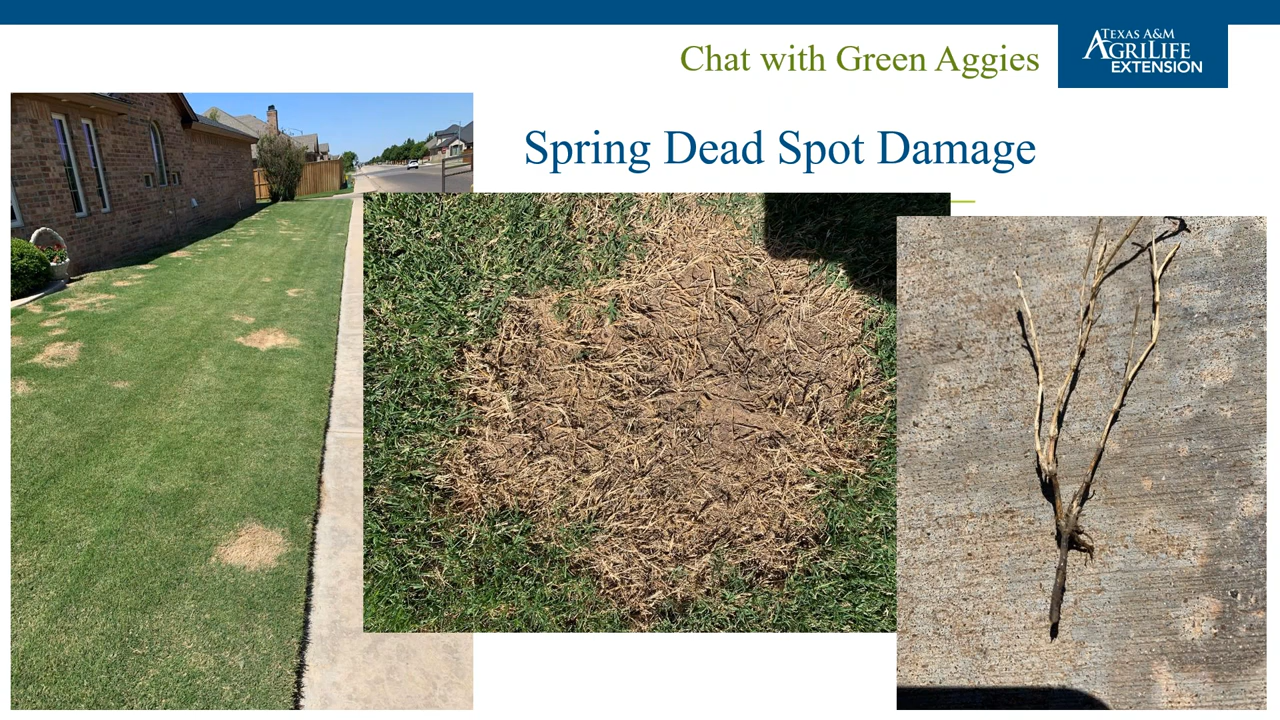 Chat with Green Aggies
TEXAS A&M
AGRILIFE
EXTENSION
Spring Dead Spot Damage